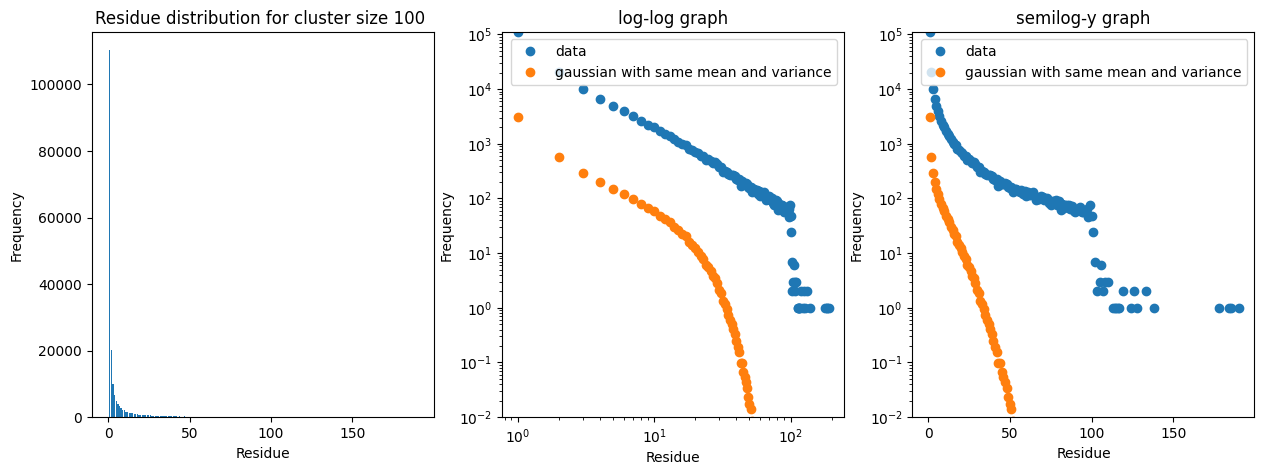 Residue distribution for cluster size 100
Frequency
100000
80000
60000
40000
20000
0
0 50 100 150
Residue
log-log graph
data
gaussian with same mean and variance
Frequency
10^5
10^4
10^3
10^2
10^1
10^0
10^-1
10^-2
10^0 10^1 10^2
Residue
semilog-y graph
data
gaussian with same mean and variance
Frequency
10^5
10^4
10^3
10^2
10^1
10^0
10^-1
10^-2
0 50 100 150
Residue